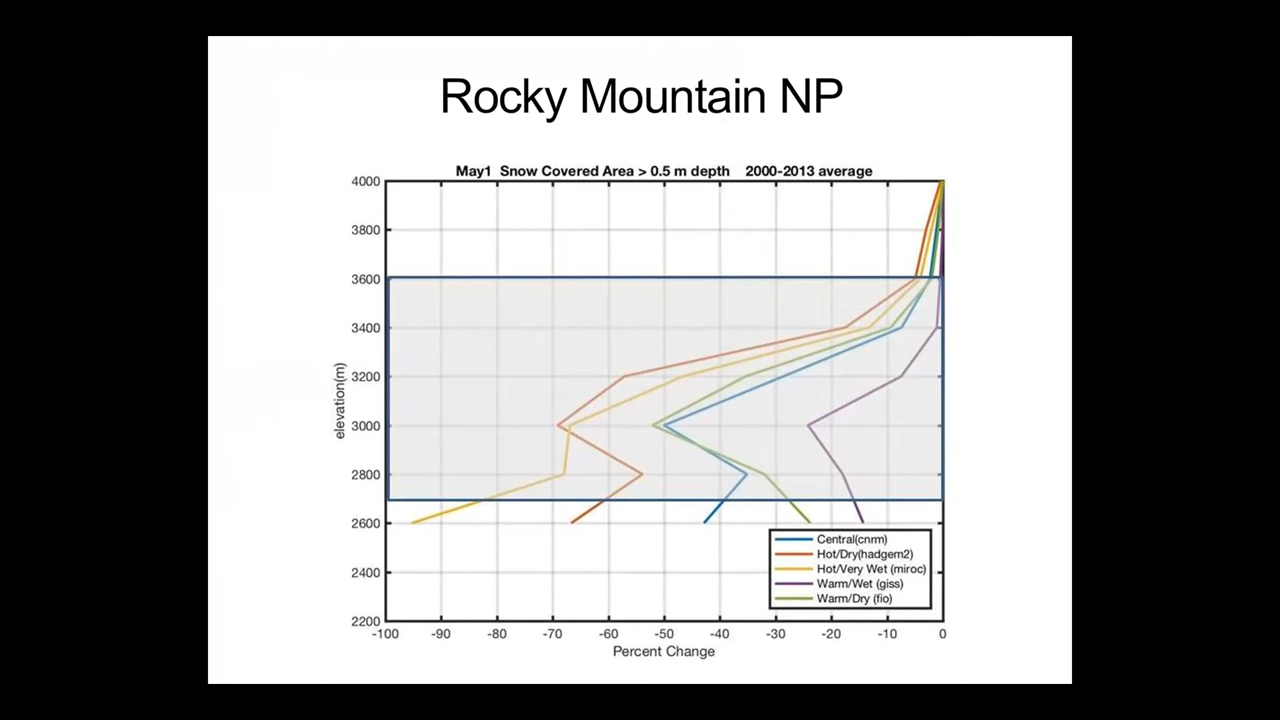 Rocky Mountain NP
May1 Snow Covered Area > 0.5 m depth 2000-2013 average
4000
3800
3600
3400
3200
3000
2800
2600
2400
2200
elevation(m)
Central(cnrm)
Hot/Dry(hadgem2)
Hot/Very Wet (miroc)
Warm/Wet (giss)
Warm/Dry (fio)
-100 -90 -80 -70 -60 -50 -40 -30 -20 -10 0
Percent Change